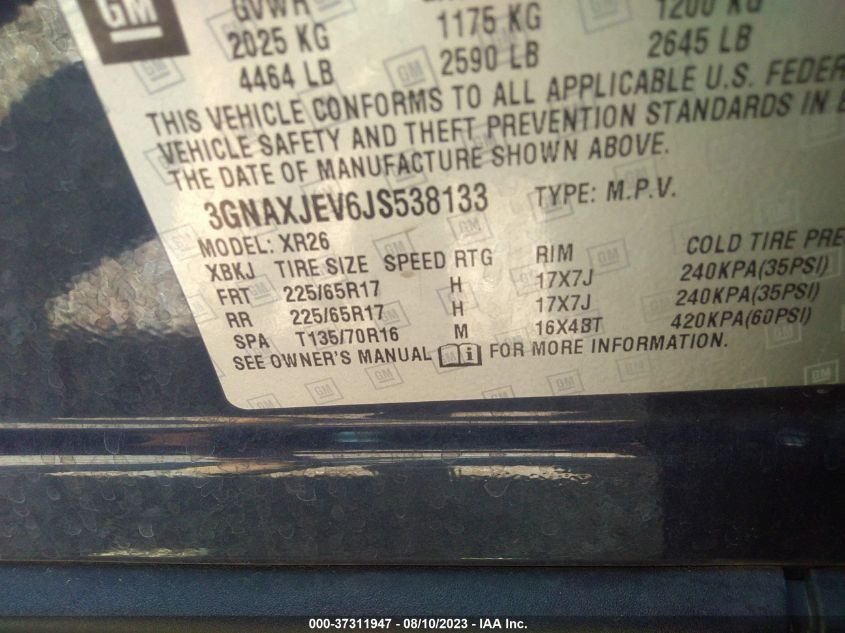 GM
GVWR
2025 KG 1175 KG 1200 KG
4464 LB 2590 LB 2645 LB
THIS VEHICLE CONFORMS TO ALL APPLICABLE U.S. FEDER
VEHICLE SAFETY AND THEFT PREVENTION STANDARDS IN
THE DATE OF MANUFACTURE SHOWN ABOVE.
3GNAXJEV6JS538133 TYPE: M.P.V.
MODEL: XR26
XBKJ TIRE SIZE SPEED RTG RIM COLD TIRE PRE
FRT 225/65R17 H 17X7J 240KPA(35PSI)
RR 225/65R17 H 17X7J 240KPA(35PSI)
SPA T135/70R16 M 16X4BT 420KPA(60PSI)
SEE OWNER'S MANUAL FOR MORE INFORMATION.
000-37311947 - 08/10/2023 - IAA Inc.